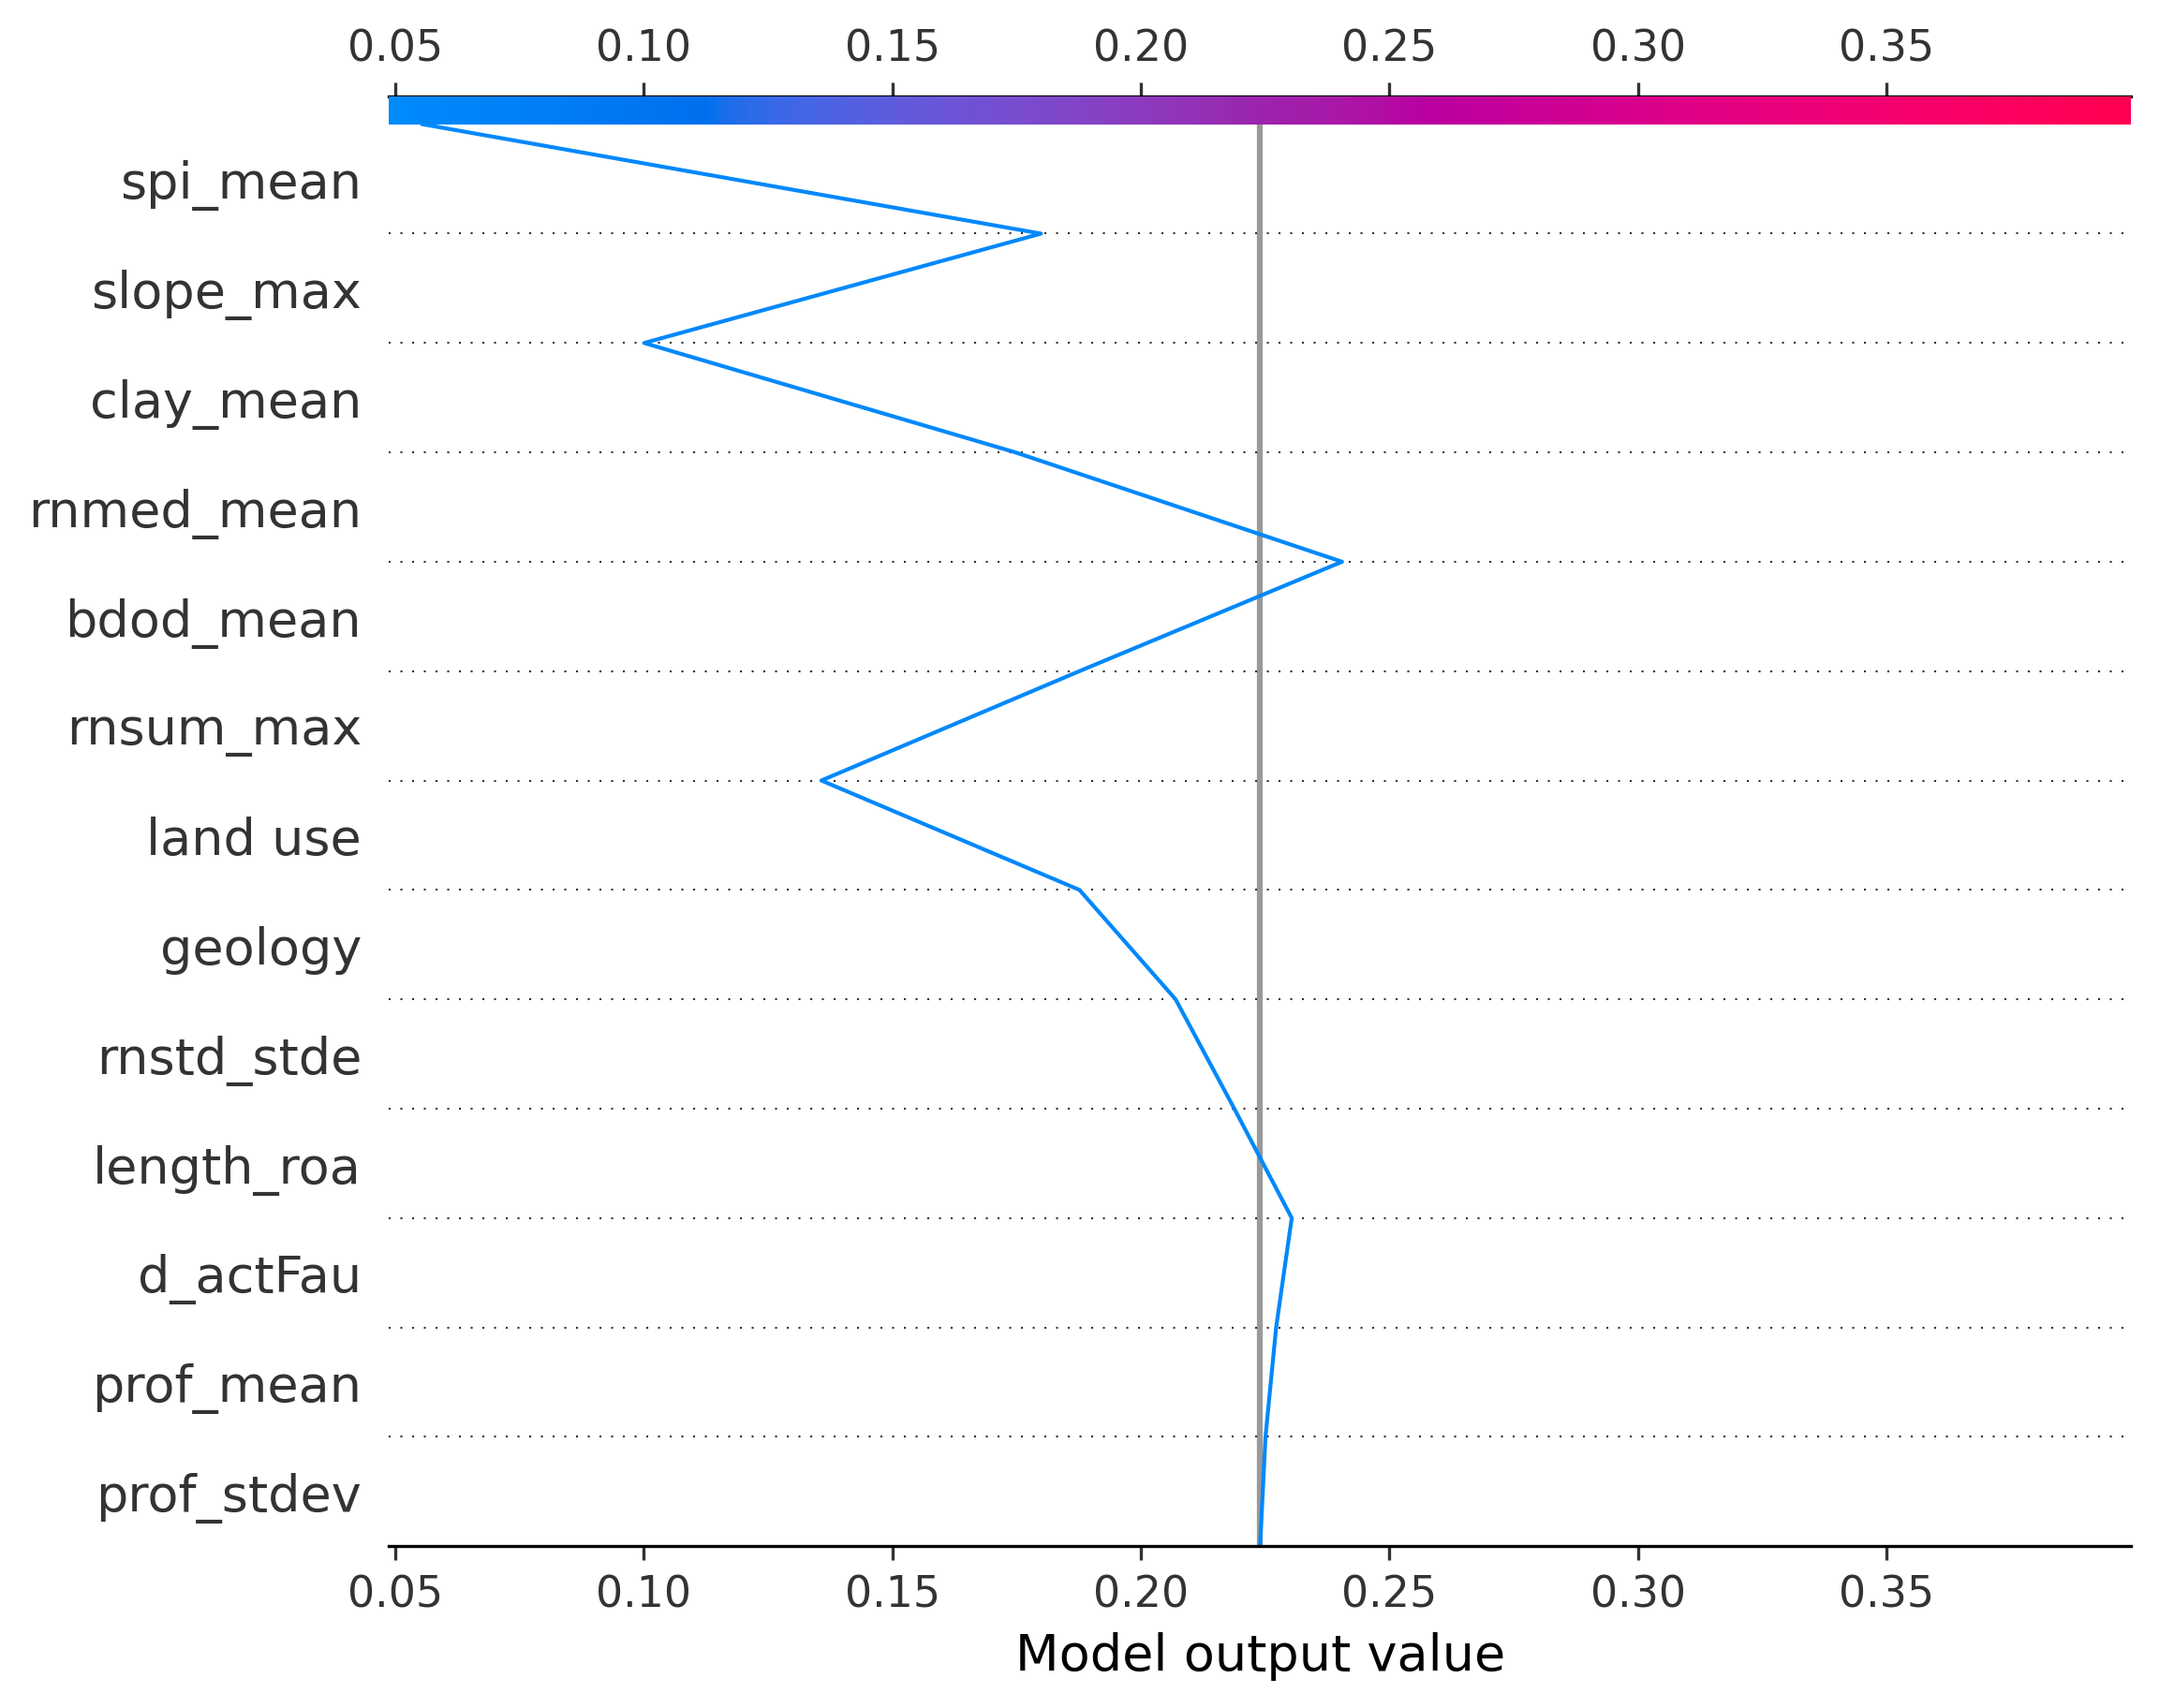 0.05 0.10 0.15 0.20 0.25 0.30 0.35
spi_mean
slope_max
clay_mean
rnmed_mean
bdod_mean
rnsum_max
land use
geology
rnstd_stde
length_roa
d_actFau
prof_mean
prof_stdev
0.05 0.10 0.15 0.20 0.25 0.30 0.35
Model output value